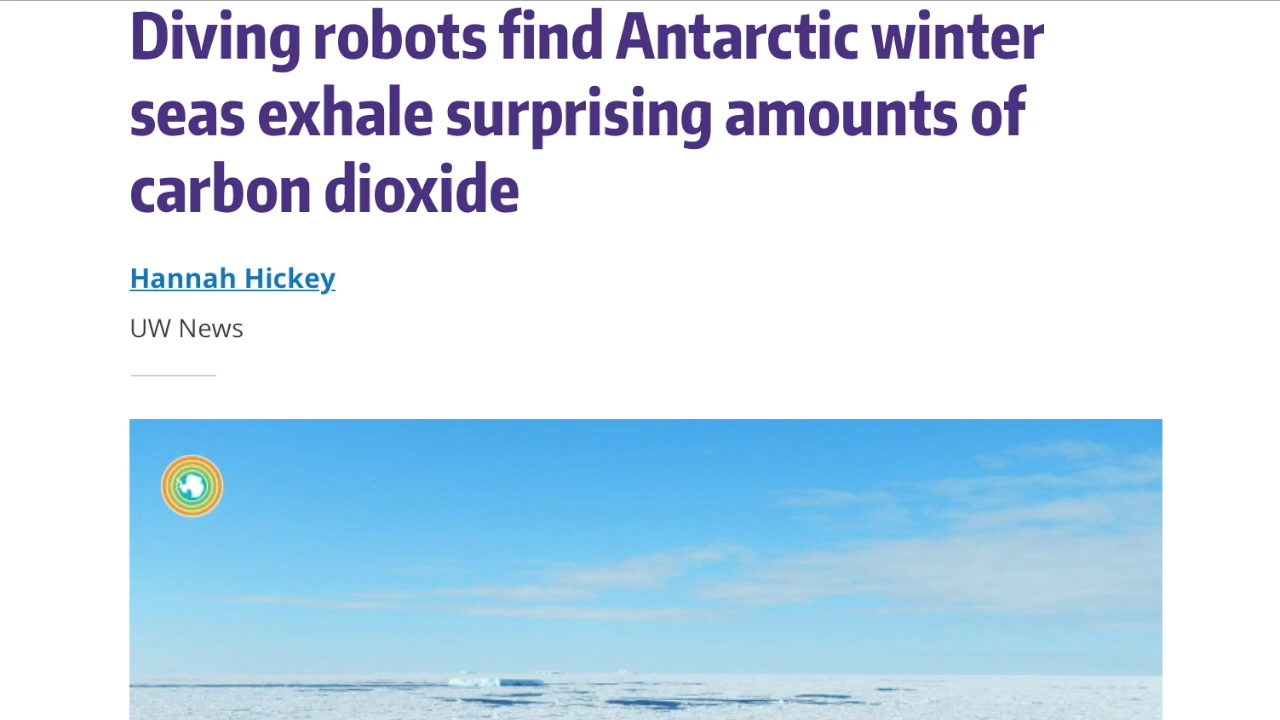 Diving robots find Antarctic winter
seas exhale surprising amounts of
carbon dioxide
Hannah Hickey
UW News